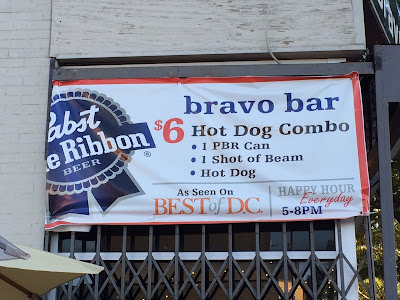 bravo bar
Pabst
Ribbon
BEER
®
$6 Hot Dog Combo
• 1 PBR Can
• 1 Shot of Beam
• Hot Dog
As Seen On
BEST of D.C.
HAPPY HOUR
Everyday
5-8PM